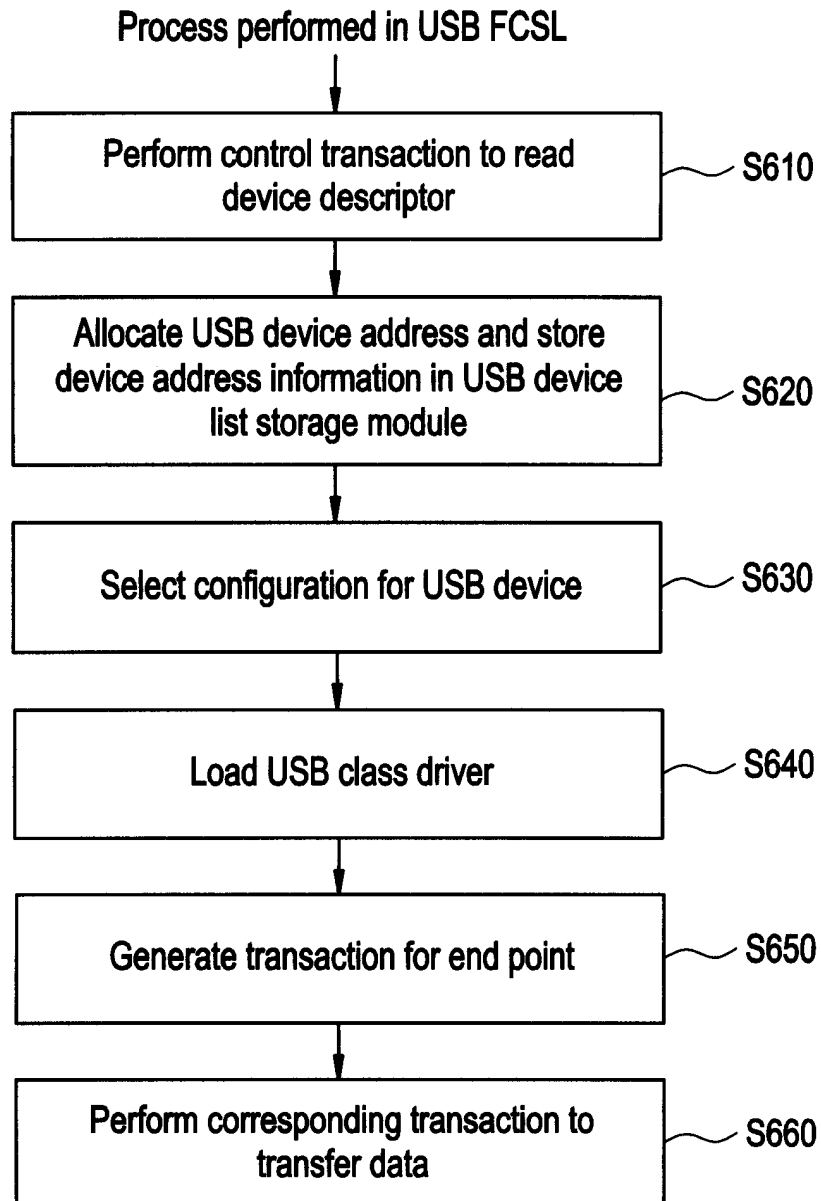 Process performed in USB FCSL
Perform control transaction to read
device descriptor
S610
Allocate USB device address and store
device address information in USB device
list storage module
S620
Select configuration for USB device
S630
Load USB class driver
S640
Generate transaction for end point
S650
Perform corresponding transaction to
transfer data
S660